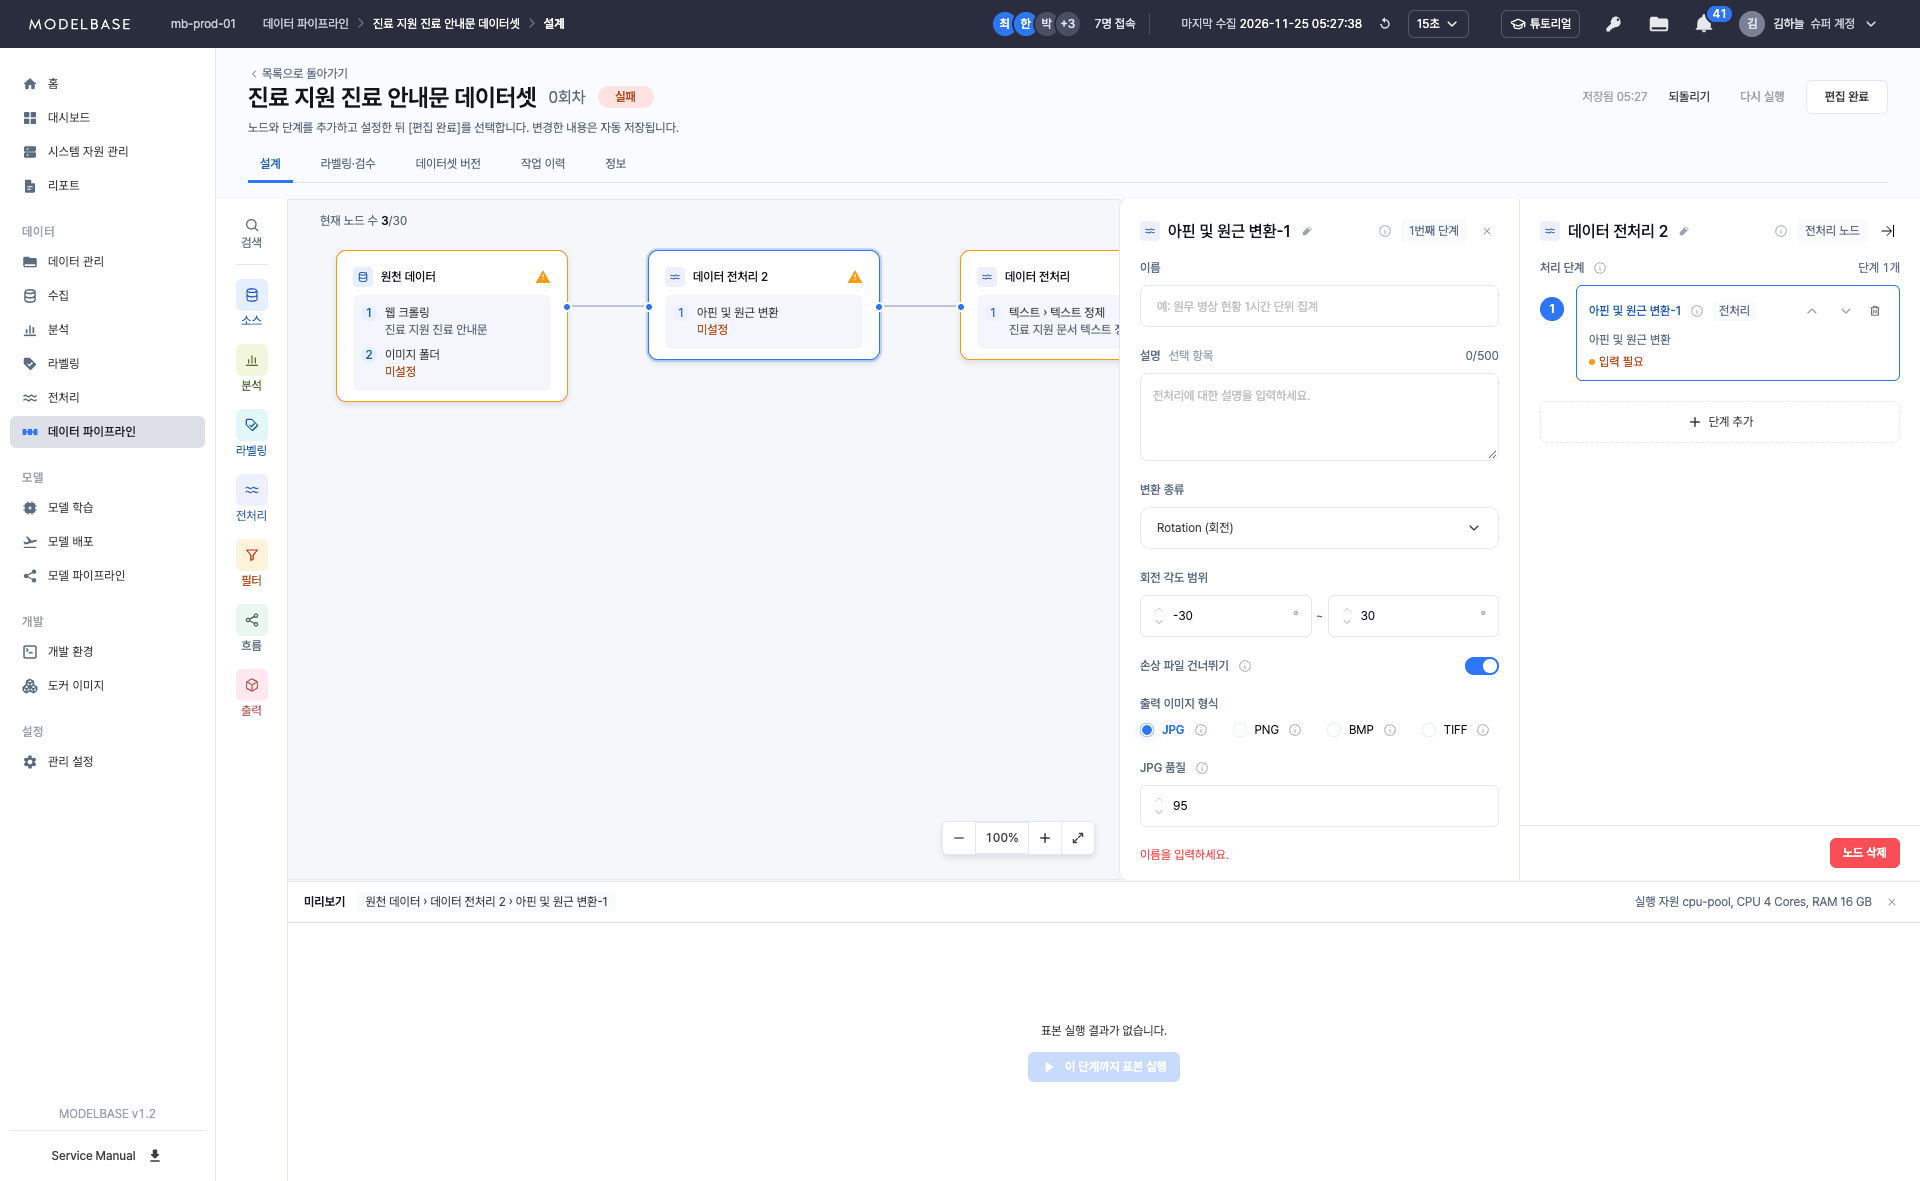 MODELBASE
mb-prod-01
데이터 파이프라인
진료 지원 진료 안내문 데이터셋
설계
최
한
박
+3
7명 접속
마지막 수집 2026-11-25 05:27:38
15초
튜토리얼
41
김
김하늘 슈퍼 계정
홈
대시보드
시스템 자원 관리
리포트
데이터
데이터 관리
수집
분석
라벨링
전처리
데이터 파이프라인
모델
모델 학습
모델 배포
모델 파이프라인
개발
개발 환경
도커 이미지
설정
관리 설정
MODELBASE v1.2
Service Manual
목록으로 돌아가기
진료 지원 진료 안내문 데이터셋 0회차 실패
노드와 단계를 추가하고 설정한 뒤 [편집 완료]를 선택합니다. 변경한 내용은 자동 저장됩니다.
저장됨 05:27
되돌리기
다시 실행
편집 완료
설계
라벨링·검수
데이터셋 버전
작업 이력
정보
검색
소스
분석
라벨링
전처리
필터
흐름
출력
현재 노드 수 3/30
원천 데이터
1 웹 크롤링
진료 지원 진료 안내문
2 이미지 폴더
미설정
데이터 전처리 2
1 아핀 및 원근 변환
미설정
데이터 전처리
1 텍스트 › 텍스트 정제
진료 지원 문서 텍스트
100%
아핀 및 원근 변환-1
1번째 단계
이름
예: 원무 병상 현황 1시간 단위 집계
설명 선택 항목
0/500
전처리에 대한 설명을 입력하세요.
변환 종류
Rotation (회전)
회전 각도 범위
-30 ° ~ 30 °
손상 파일 건너뛰기
출력 이미지 형식
JPG
PNG
BMP
TIFF
JPG 품질
95
이름을 입력하세요.
데이터 전처리 2
전처리 노드
처리 단계
단계 1개
1
아핀 및 원근 변환-1
전처리
아핀 및 원근 변환
입력 필요
단계 추가
노드 삭제
미리보기
원천 데이터 › 데이터 전처리 2 › 아핀 및 원근 변환-1
실행 자원 cpu-pool, CPU 4 Cores, RAM 16 GB
표본 실행 결과가 없습니다.
이 단계까지 표본 실행